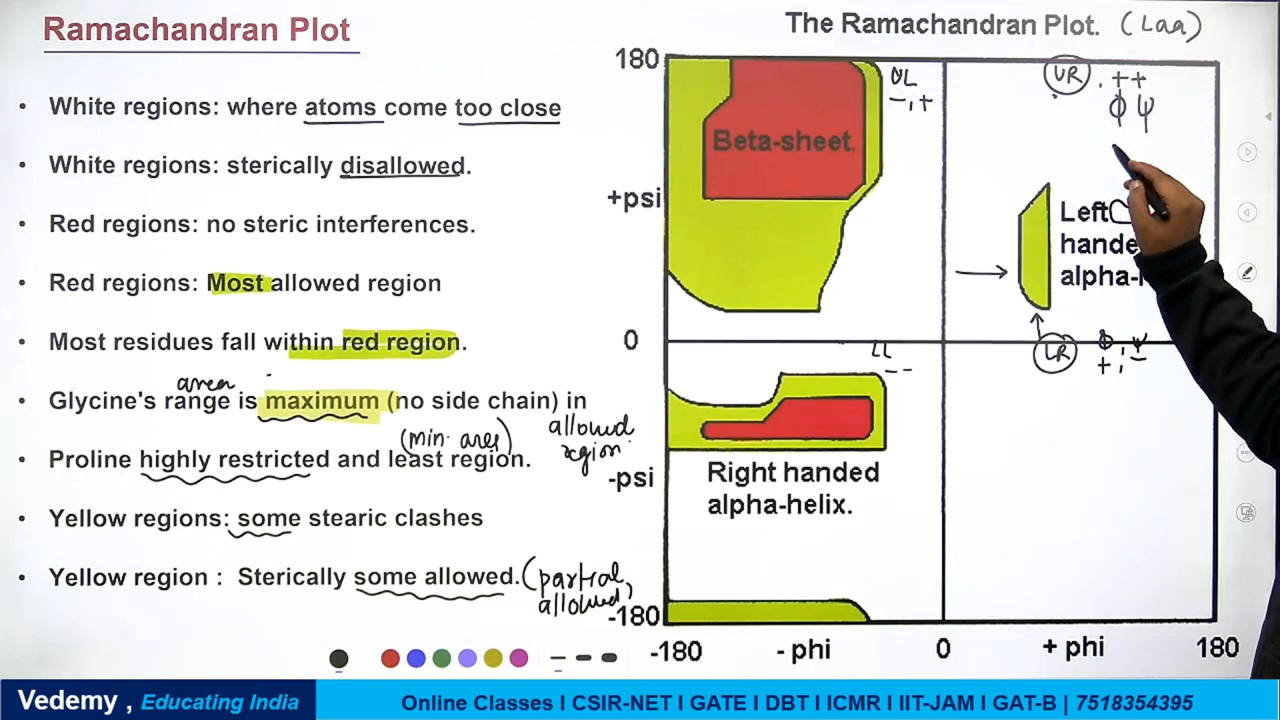 Ramachandran Plot
• White regions: where atoms come too close
• White regions: sterically disallowed.
• Red regions: no steric interferences.
• Red regions: Most allowed region
• Most residues fall within red region.
area
• Glycine's range is maximum (no side chain) in
allowed
region
(min. area)
• Proline highly restricted and least region.
• Yellow regions: some stearic clashes
• Yellow region : Sterically some allowed. (partial
allowed)
The Ramachandran Plot. (Laa)
180
UL
-,+
UR . + +
ϕ ψ
Beta-sheet.
+psi
Left
hande
alpha-h
0
LL
- -
LR ϕ, ψ
+, -
Right handed
alpha-helix.
-psi
-180
-180 - phi 0 + phi 180
Vedemy , Educating India
Online Classes I CSIR-NET I GATE I DBT I ICMR I IIT-JAM I GAT-B | 7518354395